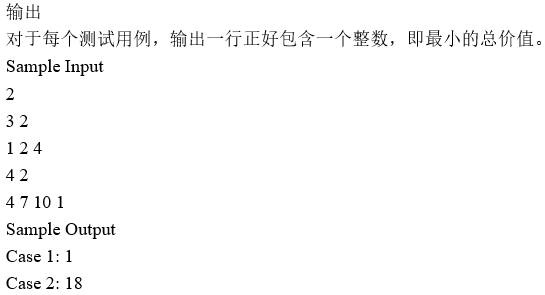 输出
对于每个测试用例，输出一行正好包含一个整数，即最小的总价值。
Sample Input
2
3 2
1 2 4
4 2
4 7 10 1
Sample Output
Case 1: 1
Case 2: 18